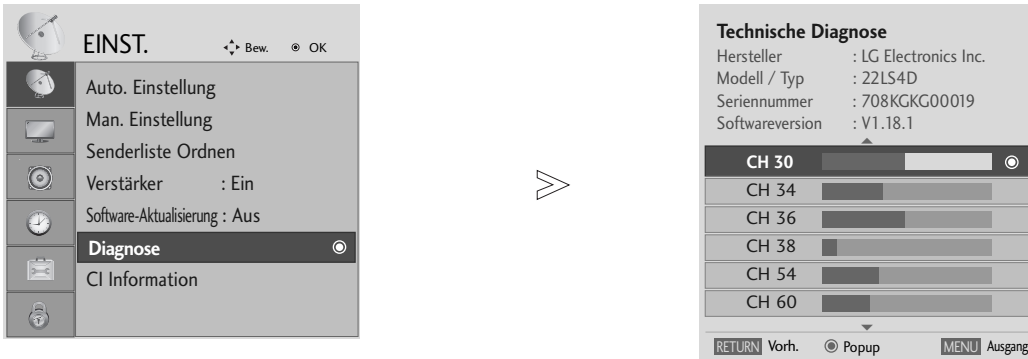 EINST.
Bew.
OK
Auto. Einstellung
Man. Einstellung
Senderliste Ordnen
Verstärker : Ein
Software-Aktualisierung : Aus
Diagnose
CI Information
Technische Diagnose
Hersteller : LG Electronics Inc.
Modell / Typ : 22LS4D
Seriennummer : 708KGKG00019
Softwareversion : V1.18.1
CH 30
CH 34
CH 36
CH 38
CH 54
CH 60
RETURN Vorh. Popup MENU Ausgang